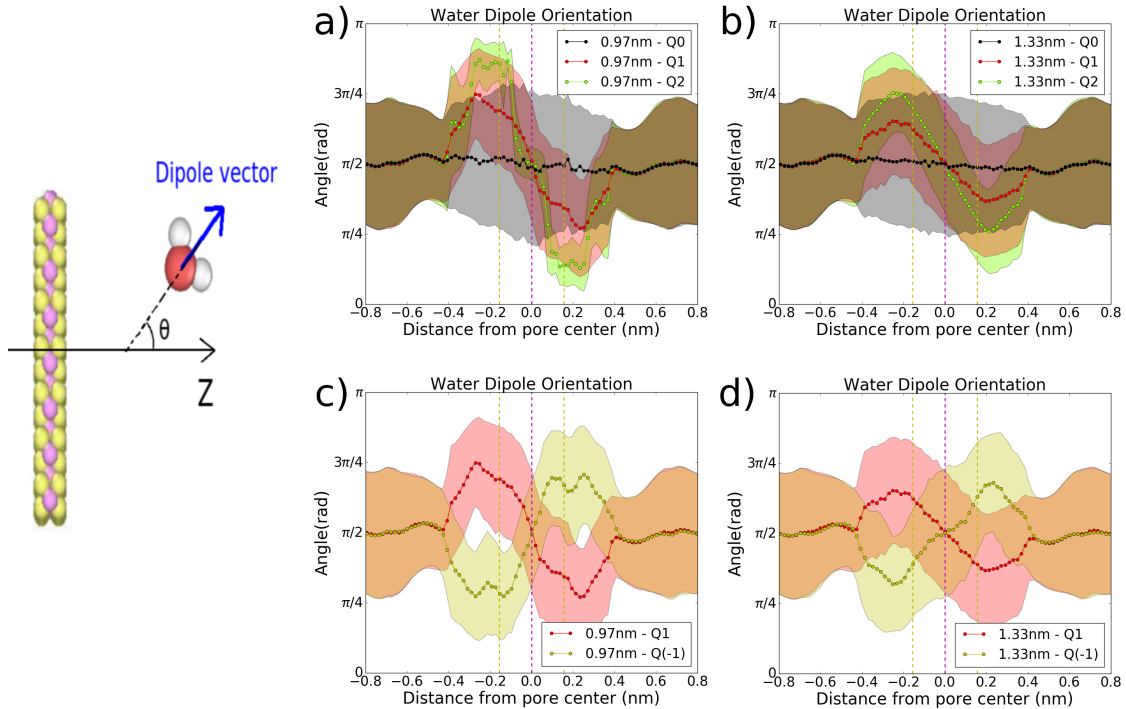 Dipole vector
θ
Z
a)
Water Dipole Orientation
Angle(rad)
π
3π/4
π/2
π/4
0
0.97nm - Q0
0.97nm - Q1
0.97nm - Q2
−0.8 −0.6 −0.4 −0.2 0.0 0.2 0.4 0.6 0.8
Distance from pore center (nm)
b)
Water Dipole Orientation
Angle(rad)
π
3π/4
π/2
π/4
0
1.33nm - Q0
1.33nm - Q1
1.33nm - Q2
−0.8 −0.6 −0.4 −0.2 0.0 0.2 0.4 0.6 0.8
Distance from pore center (nm)
c)
Water Dipole Orientation
Angle(rad)
π
3π/4
π/2
π/4
0
0.97nm - Q1
0.97nm - Q(-1)
−0.8 −0.6 −0.4 −0.2 0.0 0.2 0.4 0.6 0.8
Distance from pore center (nm)
d)
Water Dipole Orientation
Angle(rad)
π
3π/4
π/2
π/4
0
1.33nm - Q1
1.33nm - Q(-1)
−0.8 −0.6 −0.4 −0.2 0.0 0.2 0.4 0.6 0.8
Distance from pore center (nm)